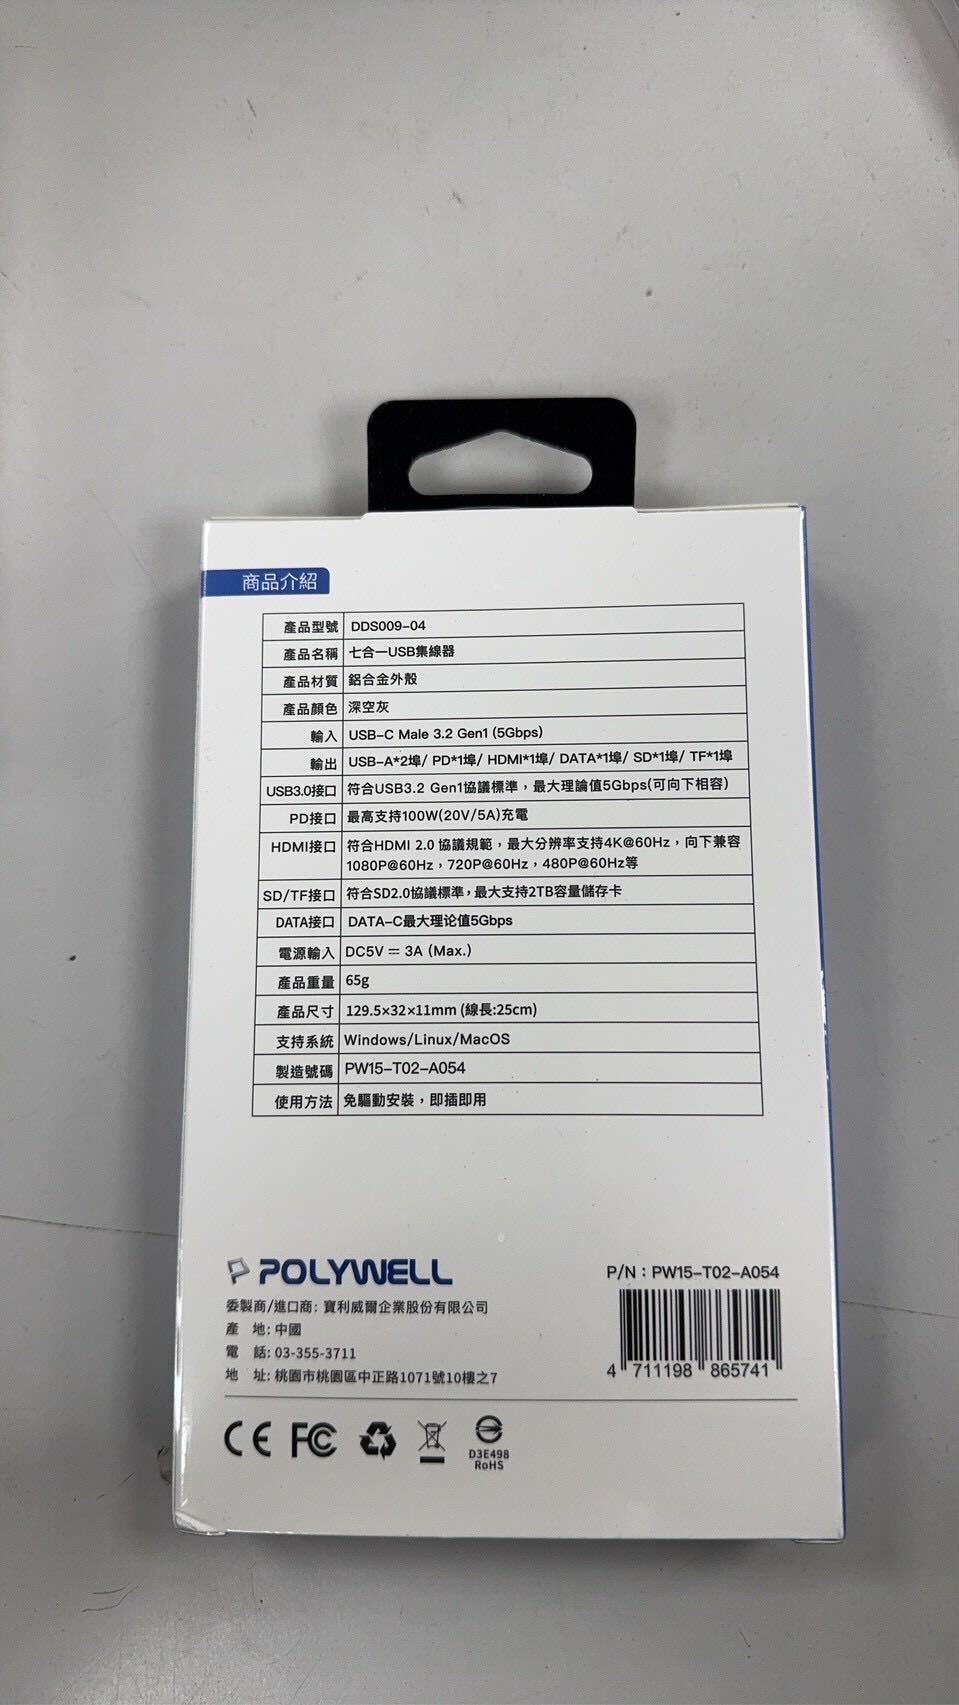 商品介紹
產品型號 DDS009-04
產品名稱 七合一USB集線器
產品材質 鋁合金外殼
產品顏色 深空灰
輸入 USB-C Male 3.2 Gen1 (5Gbps)
輸出 USB-A*2埠/ PD*1埠/ HDMI*1埠/ DATA*1埠/ SD*1埠/ TF*1埠
USB3.0接口 符合USB3.2 Gen1協議標準，最大理論值5Gbps(可向下相容)
PD接口 最高支持100W(20V/5A)充電
HDMI接口 符合HDMI 2.0 協議規範，最大分辨率支持4K@60Hz，向下兼容
1080P@60Hz，720P@60Hz，480P@60Hz等
SD/TF接口 符合SD2.0協議標準，最大支持2TB容量儲存卡
DATA接口 DATA-C最大理论值5Gbps
電源輸入 DC5V ⎓ 3A (Max.)
產品重量 65g
產品尺寸 129.5×32×11mm (線長:25cm)
支持系統 Windows/Linux/MacOS
製造號碼 PW15-T02-A054
使用方法 免驅動安裝，即插即用
POLYWELL
委製商/進口商: 寶利威爾企業股份有限公司
產 地: 中國
電 話: 03-355-3711
地 址: 桃園市桃園區中正路1071號10樓之7
P/N：PW15-T02-A054
4 711198 865741
CE FC
D3E498
RoHS